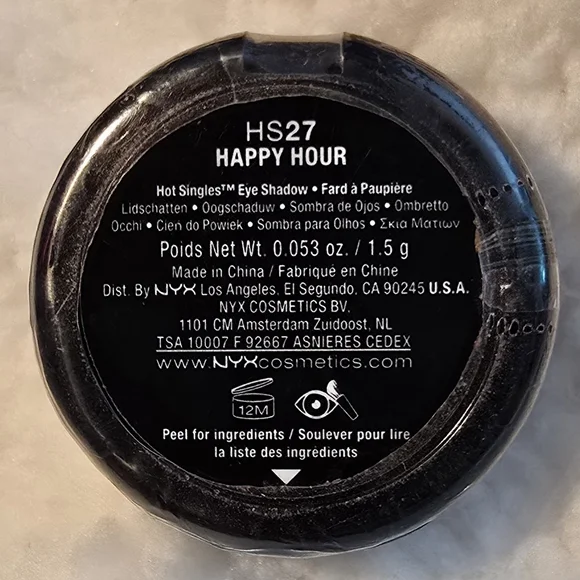 HS27
HAPPY HOUR
Hot Singles™ Eye Shadow • Fard à Paupière
Lidschatten • Oogschaduw • Sombra de Ojos • Ombretto
Occhi • Cień do Powiek • Sombra para Olhos • Σκια Ματιων
Poids Net Wt. 0.053 oz. / 1.5 g
Made in China / Fabriqué en Chine
Dist. By NYX Los Angeles, El Segundo, CA 90245 U.S.A.
NYX COSMETICS BV.
1101 CM Amsterdam Zuidoost, NL
TSA 10007 F 92667 ASNIERES CEDEX
www.NYXcosmetics.com
12M
Peel for ingredients / Soulever pour lire
la liste des ingrédients